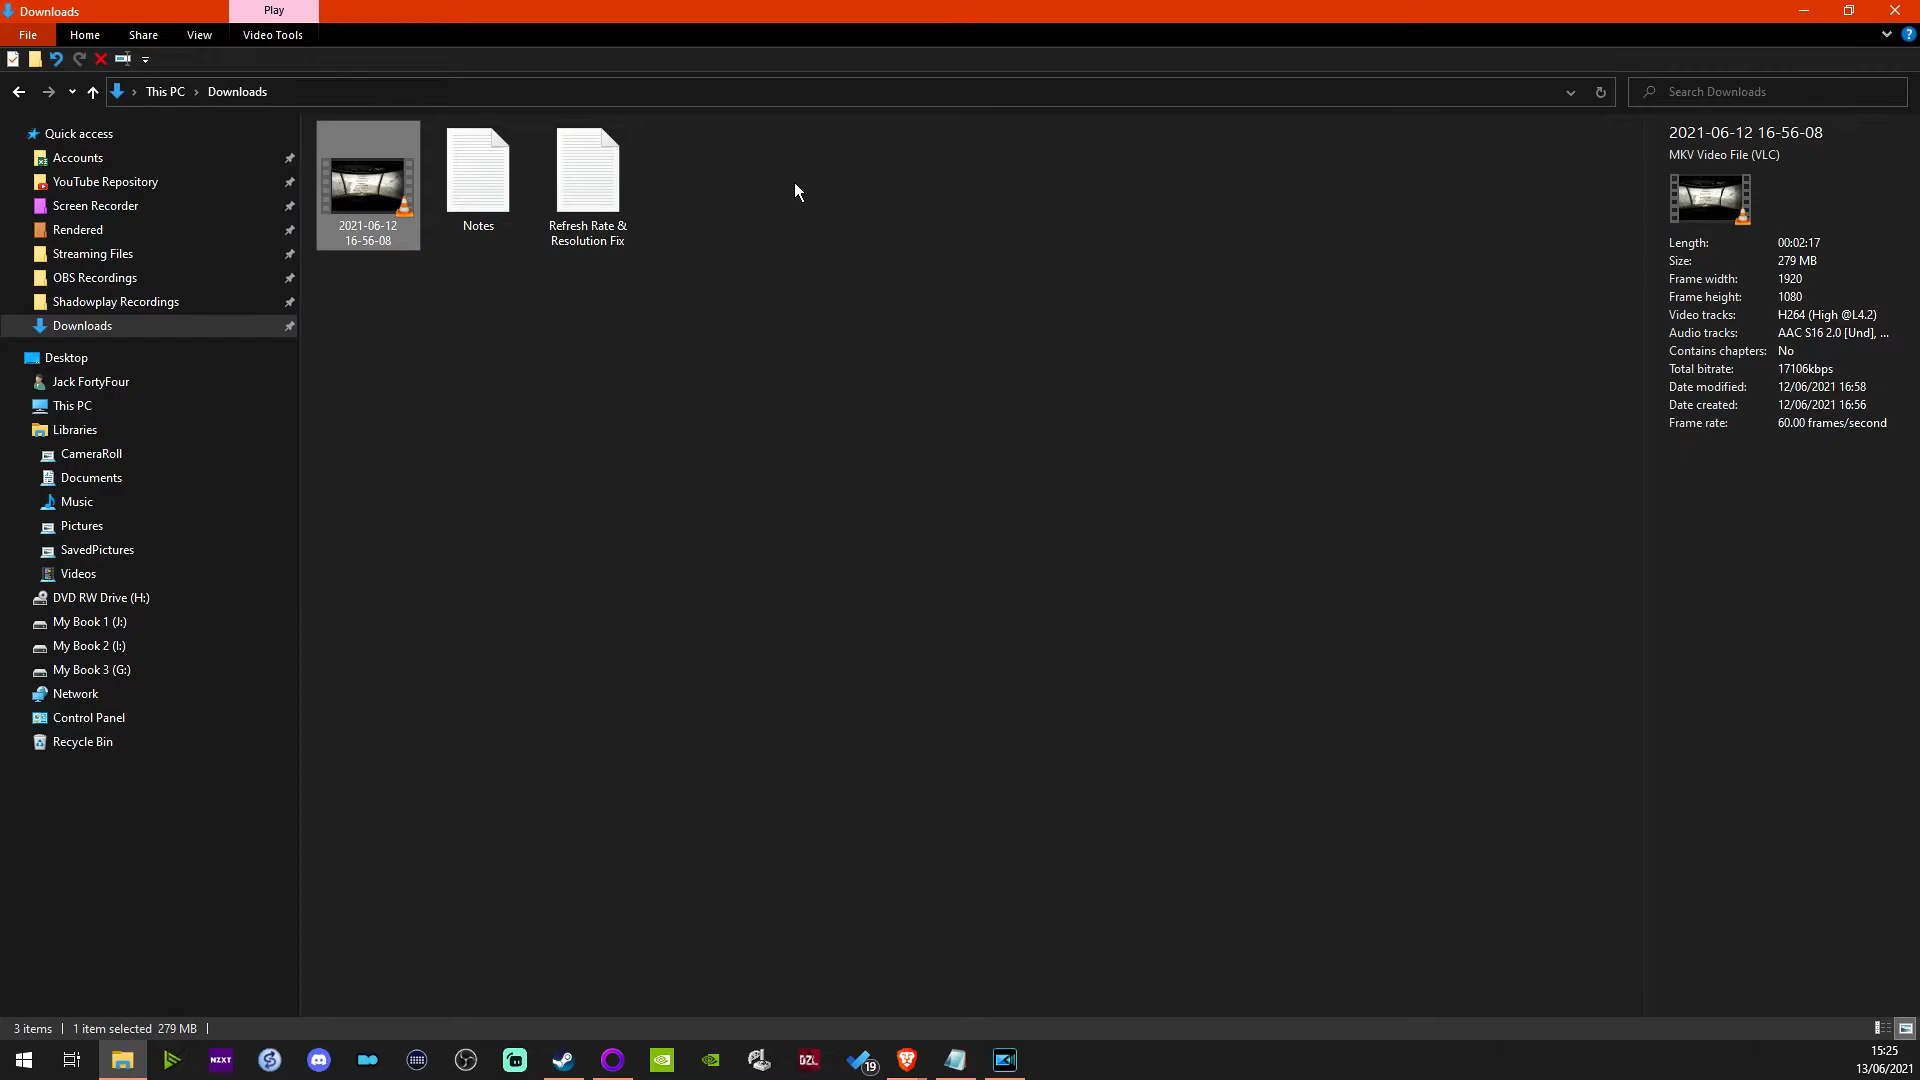 Downloads
Play
File
Home
Share
View
Video Tools
This PC
Downloads
Search Downloads
Quick access
Accounts
YouTube Repository
Screen Recorder
Rendered
Streaming Files
OBS Recordings
Shadowplay Recordings
Downloads
Desktop
Jack FortyFour
This PC
Libraries
CameraRoll
Documents
Music
Pictures
SavedPictures
Videos
DVD RW Drive (H:)
My Book 1 (J:)
My Book 2 (I:)
My Book 3 (G:)
Network
Control Panel
Recycle Bin
2021-06-12
16-56-08
Notes
Refresh Rate &
Resolution Fix
2021-06-12 16-56-08
MKV Video File (VLC)
Length: 00:02:17
Size: 279 MB
Frame width: 1920
Frame height: 1080
Video tracks: H264 (High @L4.2)
Audio tracks: AAC S16 2.0 [Und], ...
Contains chapters: No
Total bitrate: 17106kbps
Date modified: 12/06/2021 16:58
Date created: 12/06/2021 16:56
Frame rate: 60.00 frames/second
3 items
1 item selected 279 MB
NZXT
DZL
19
15:25
13/06/2021